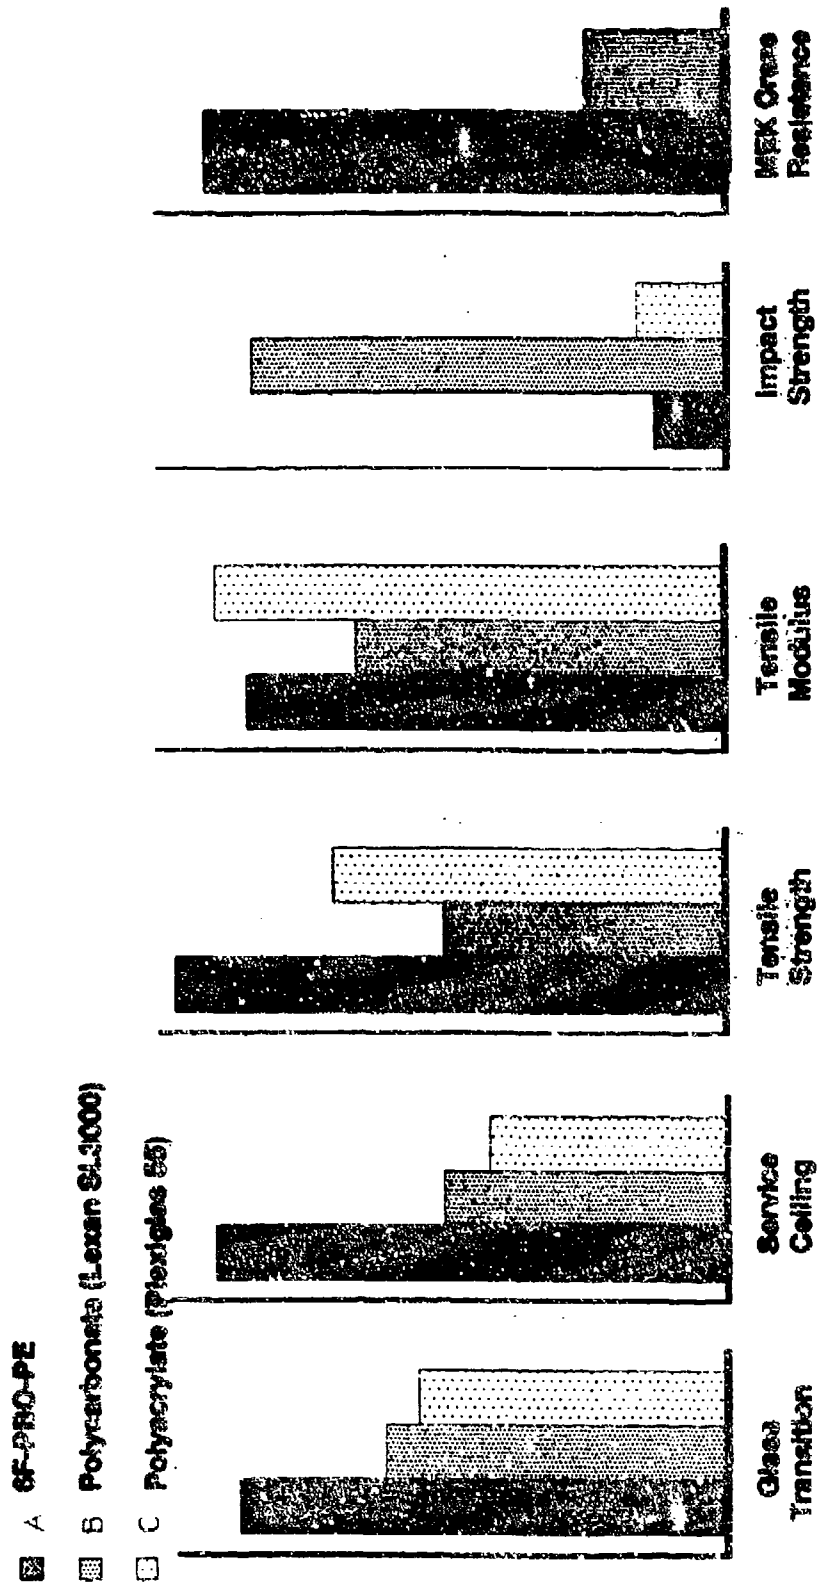 A 6F-PBO-PE
B Polycarbonate (Lexan SL3000)
C Polyacrylate (Plexiglas 55)
Glass
Transition
Service
Ceiling
Tensile
Strength
Tensile
Modulus
Impact
Strength
MEK Craze
Resistance